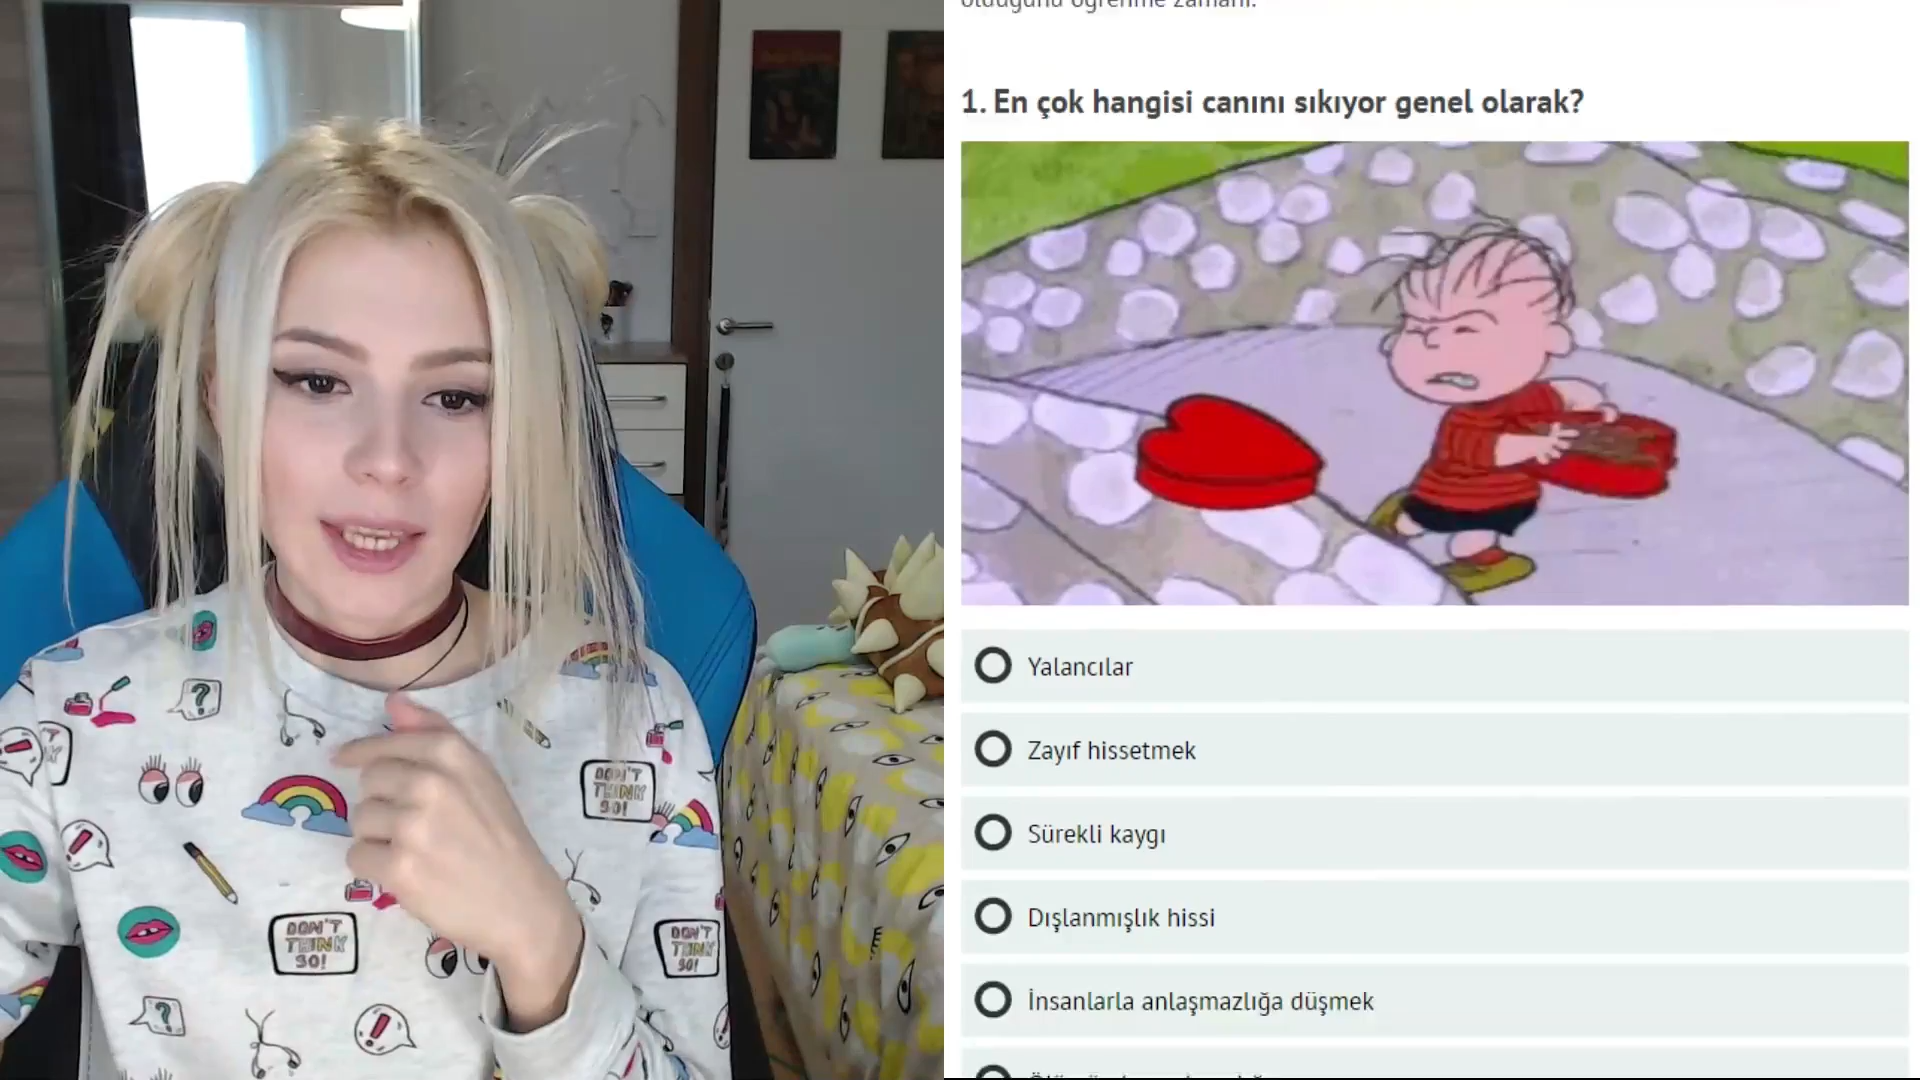 1. En çok hangisi canını sıkıyor genel olarak?
Yalancılar
Zayıf hissetmek
Sürekli kaygı
Dışlanmışlık hissi
İnsanlarla anlaşmazlığa düşmek
DON'T
THINK
SO!
DON'T
THINK
SO!
DON'T
THINK
SO!